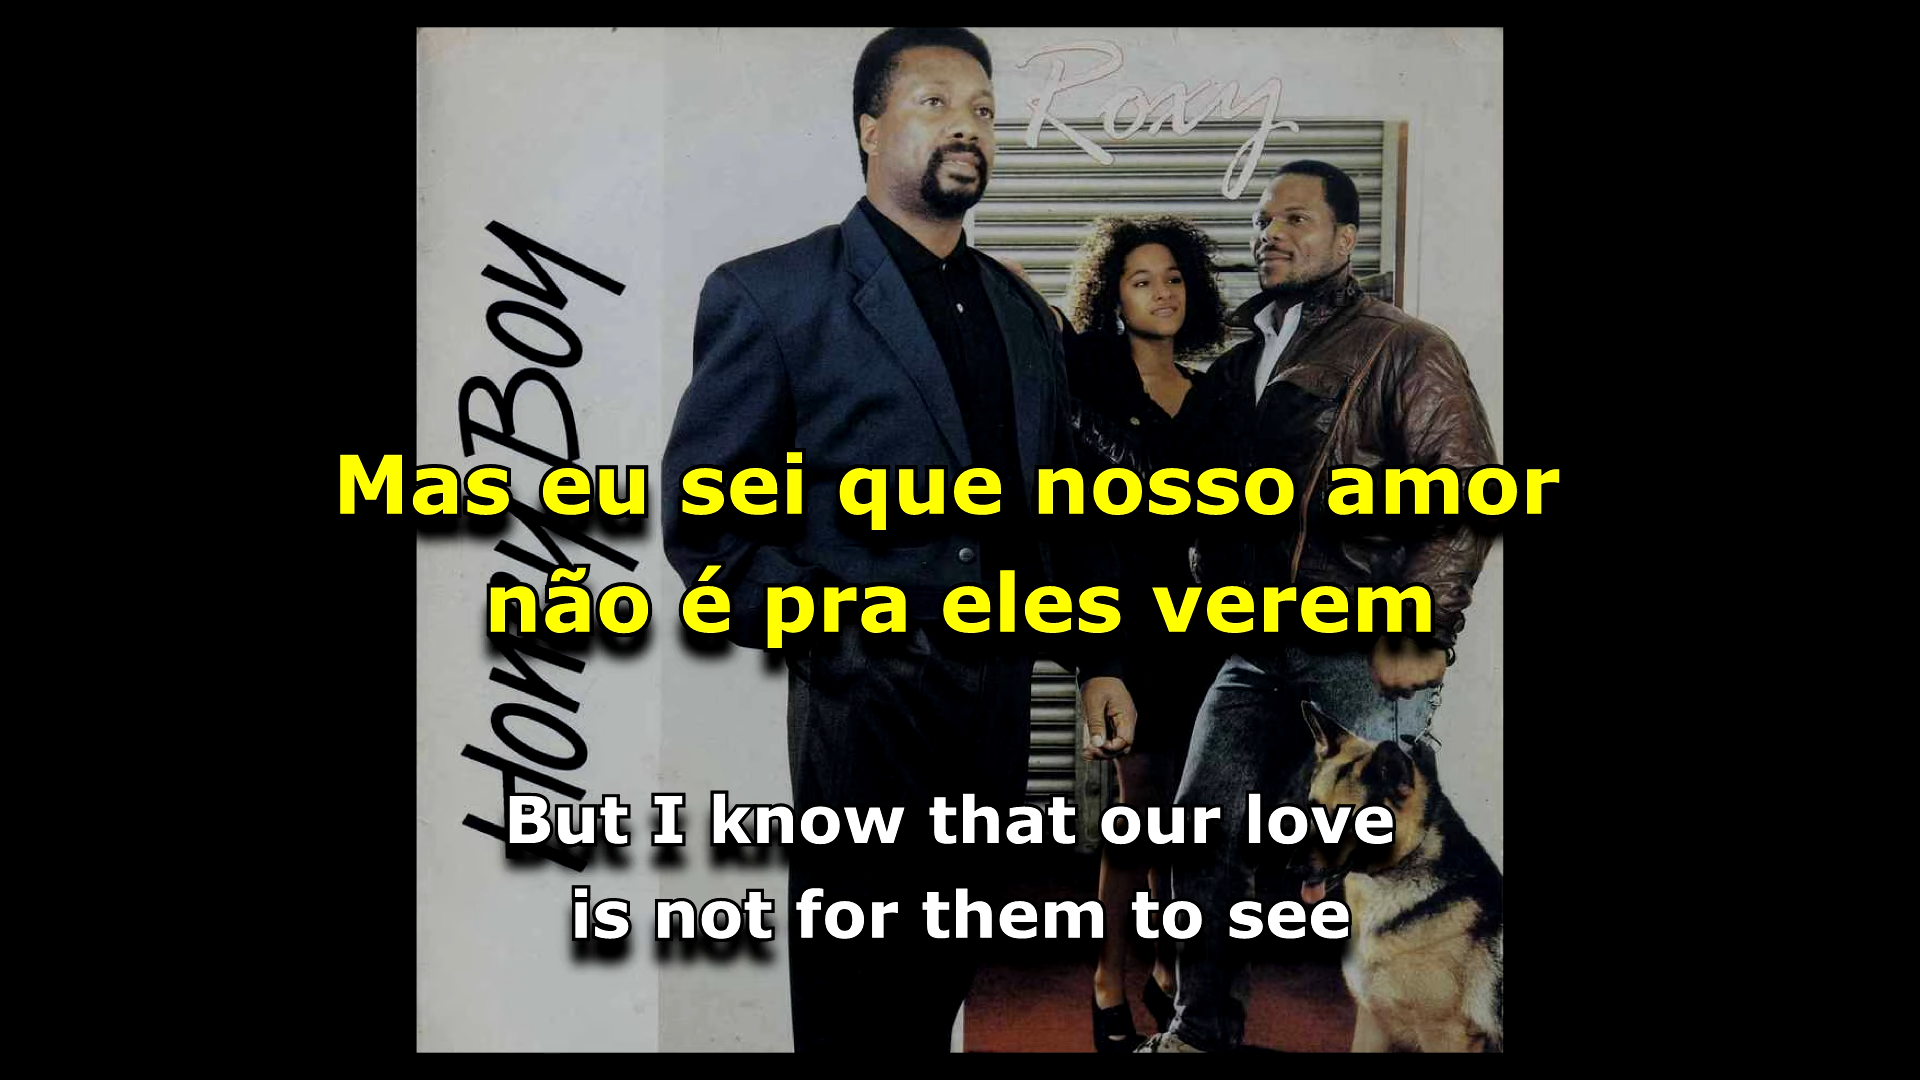 Roxy
Honey Boy
Mas eu sei que nosso amor
não é pra eles verem
But I know that our love
is not for them to see